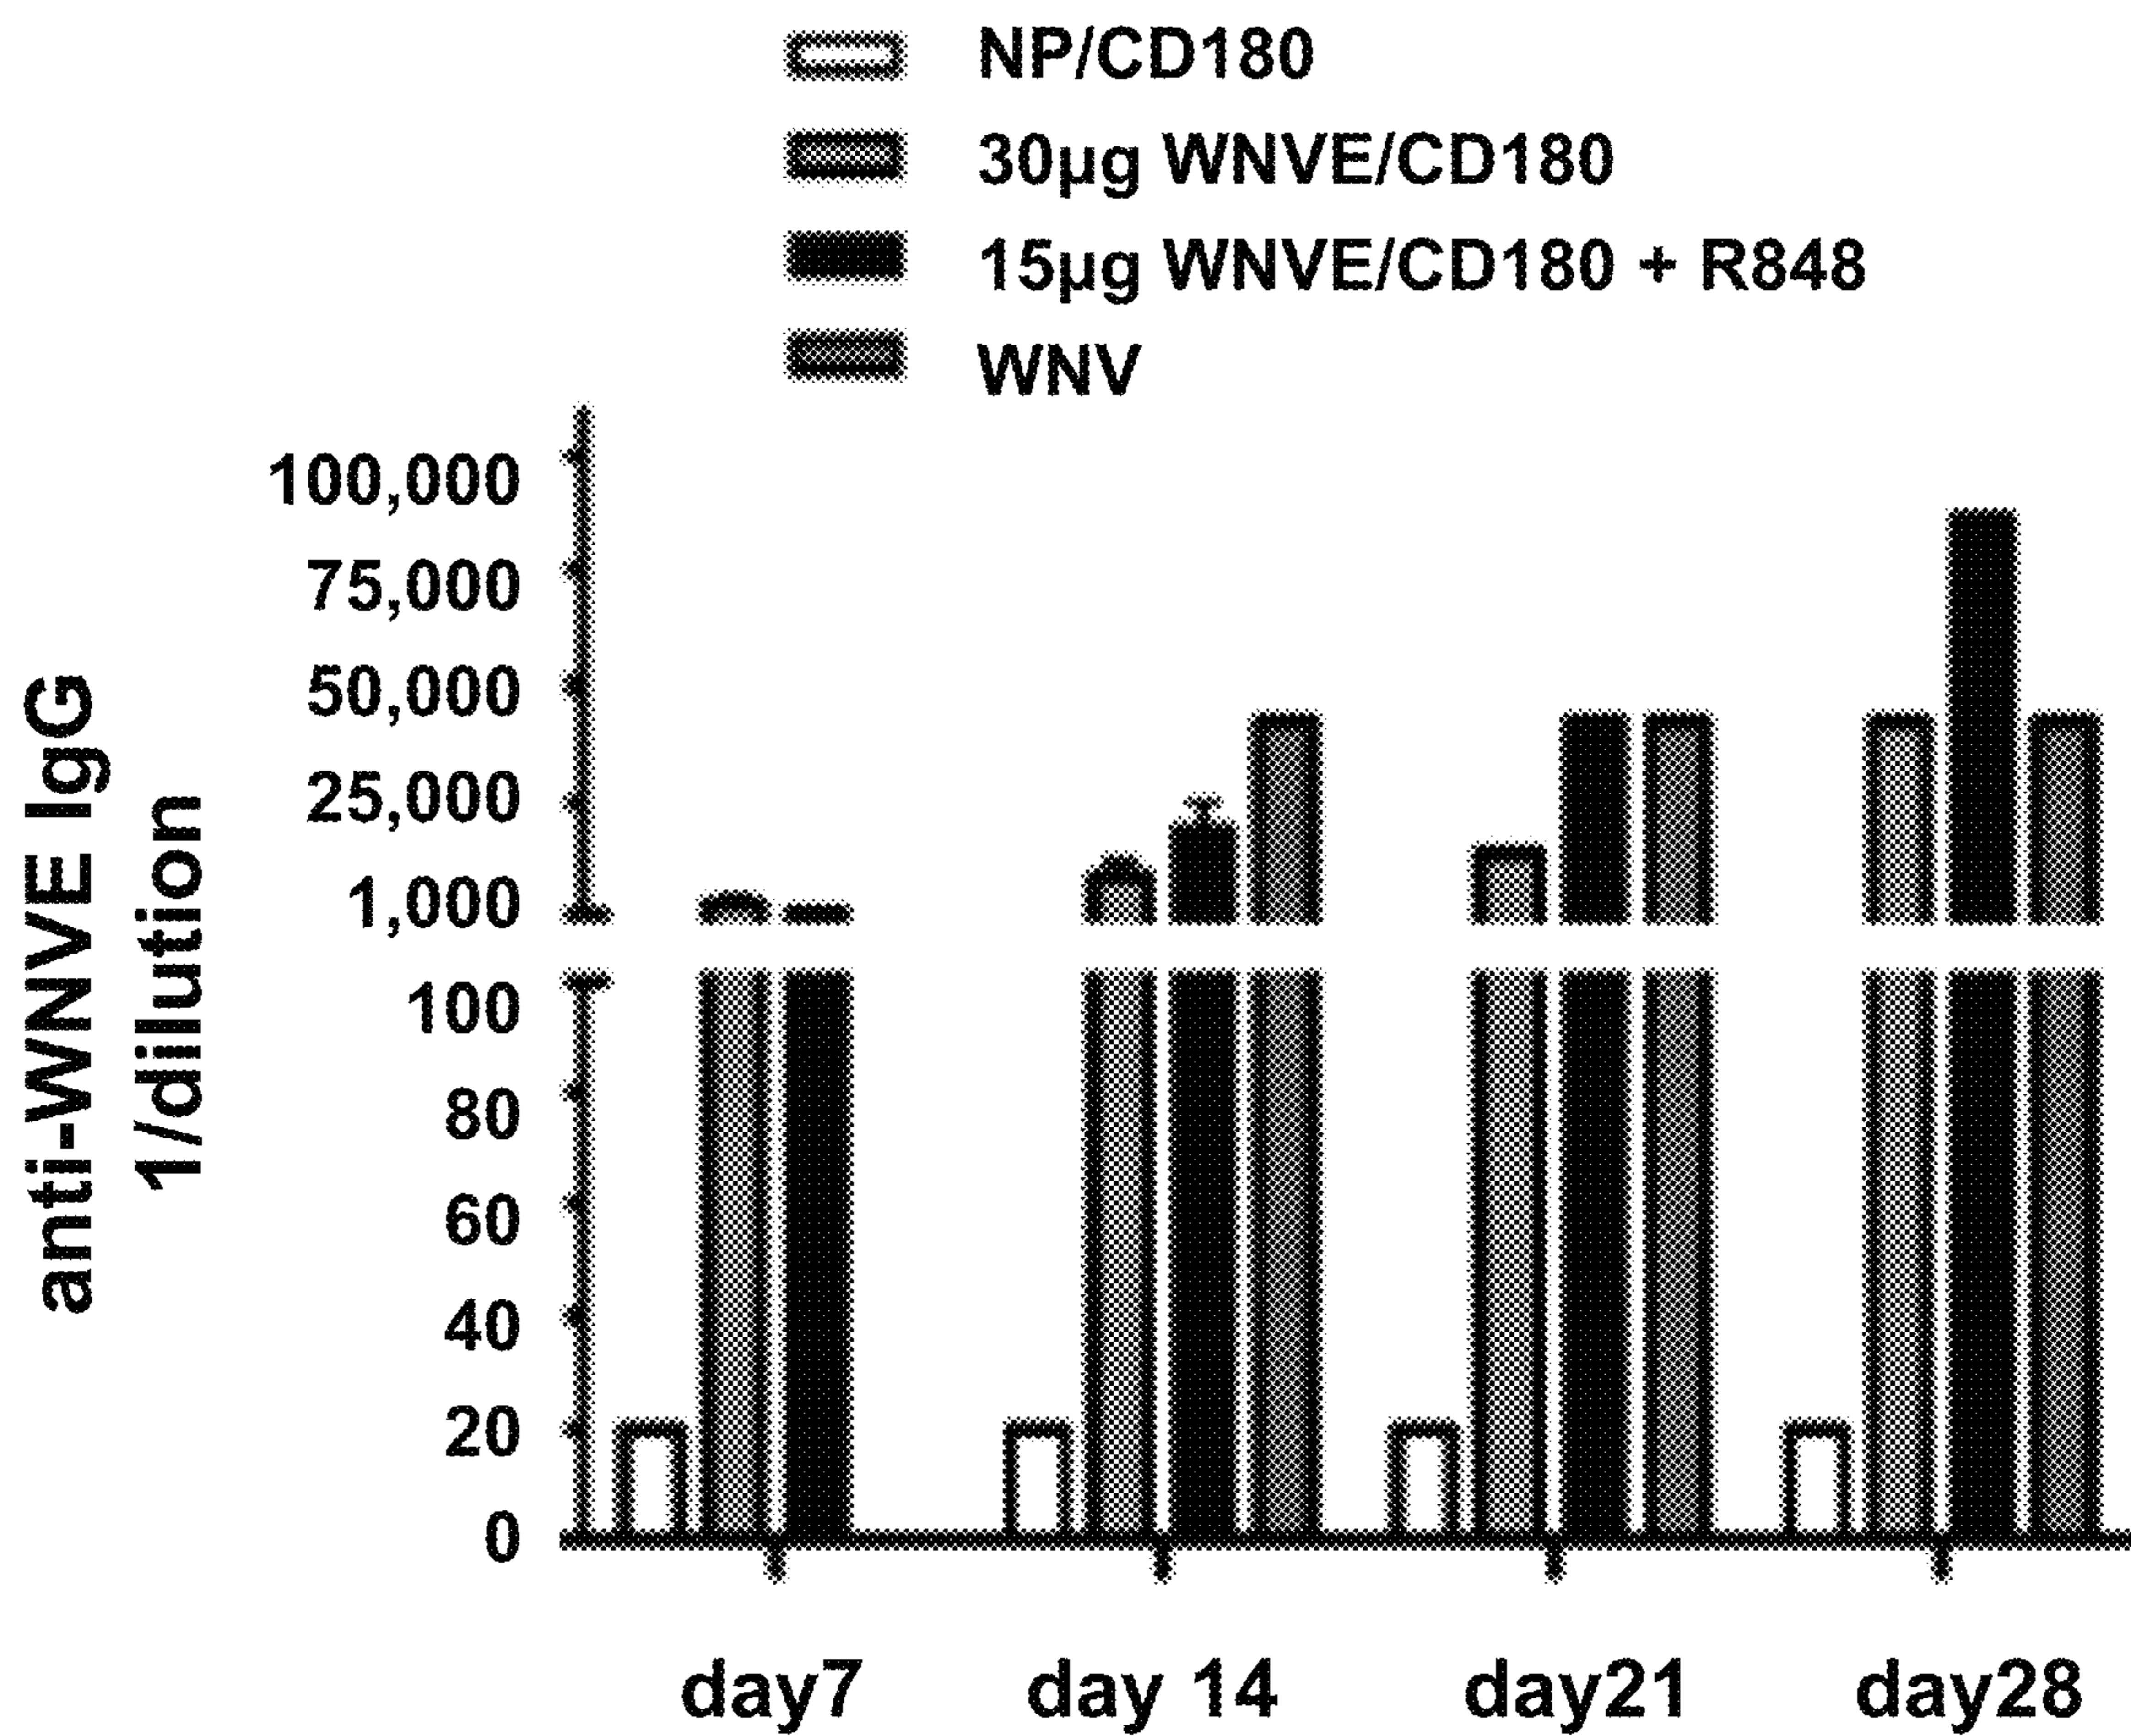 NP/CD180
30µg WNVE/CD180
15µg WNVE/CD180 + R848
WNV
anti-WNVE IgG
1/dilution
100,000
75,000
50,000
25,000
1,000
100
80
60
40
20
0
day7
day 14
day21
day28